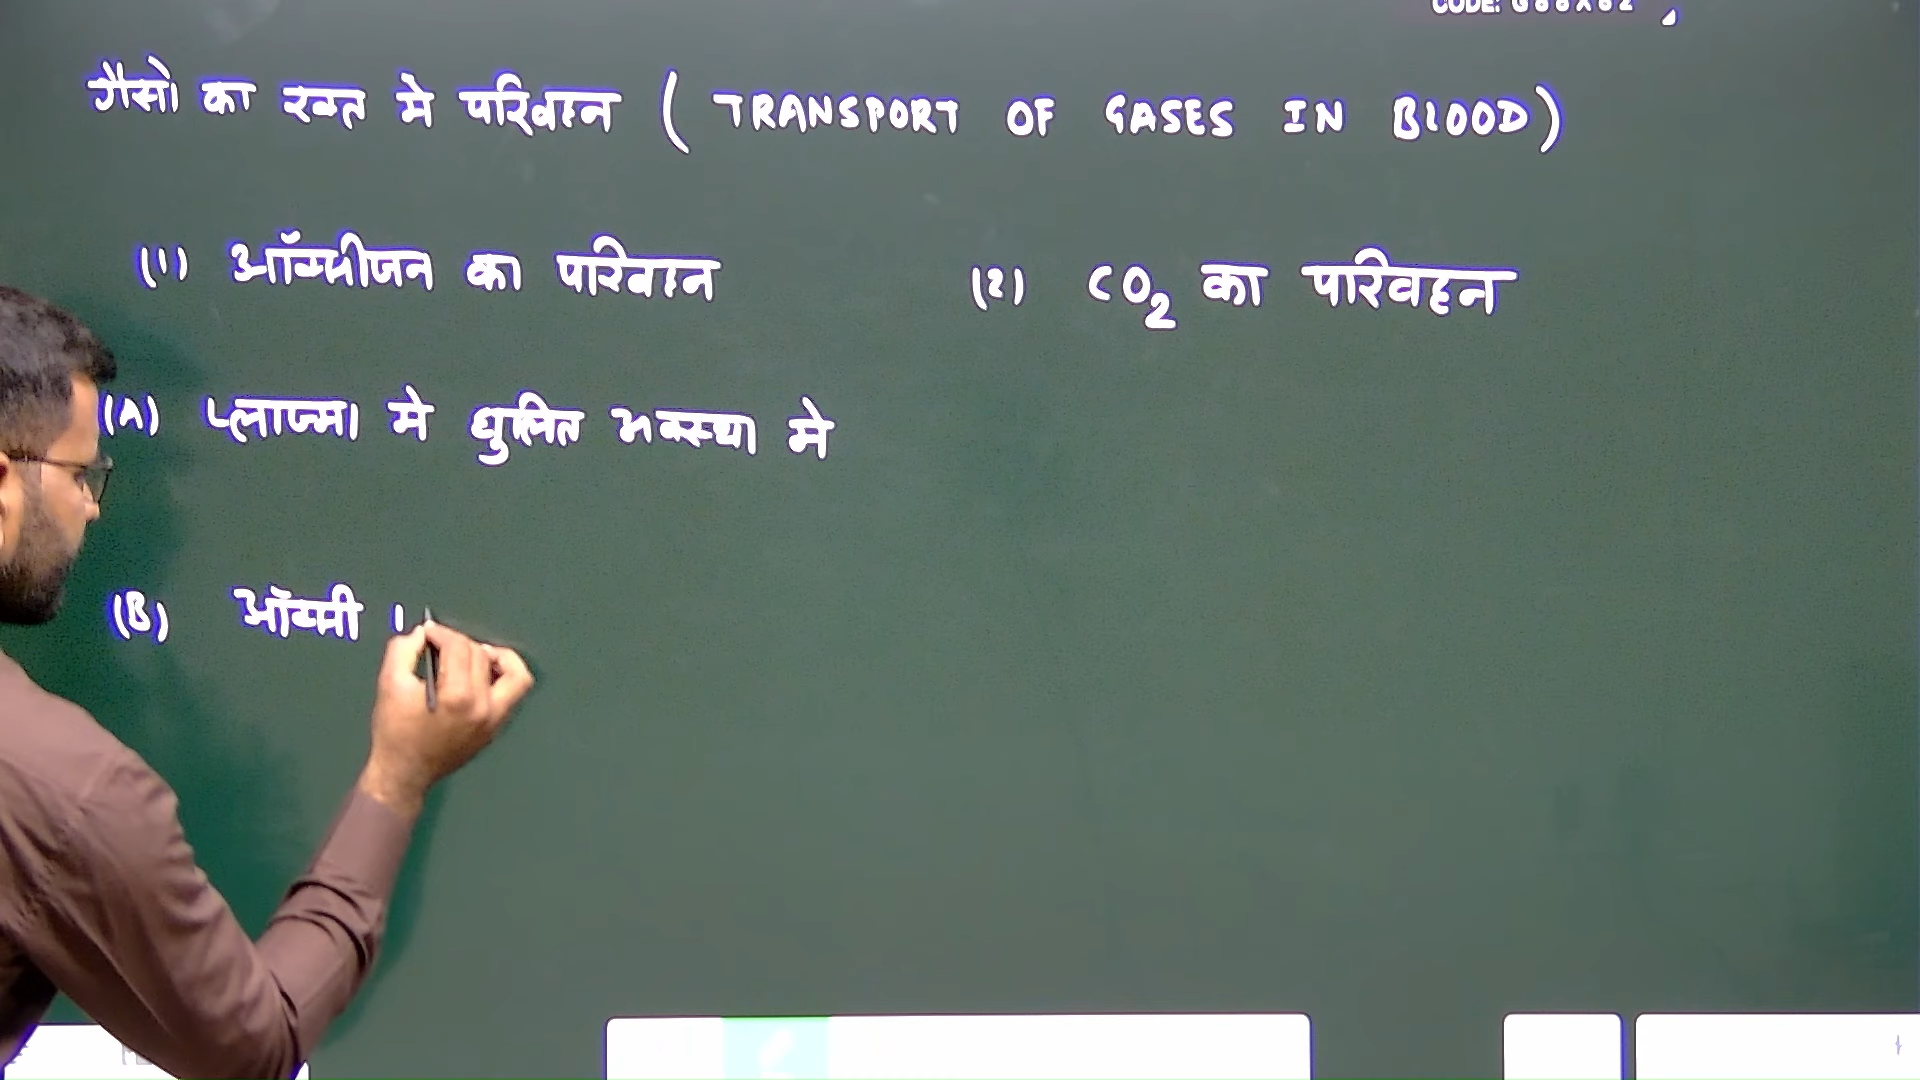 गैसो का रक्त मे परिवहन ( TRANSPORT OF GASES IN BLOOD)
(1) ऑक्सीजन का परिवहन
(2) CO₂ का परिवहन
(A) प्लाज्मा मे घुलित अवस्था मे
(B) ऑक्सी